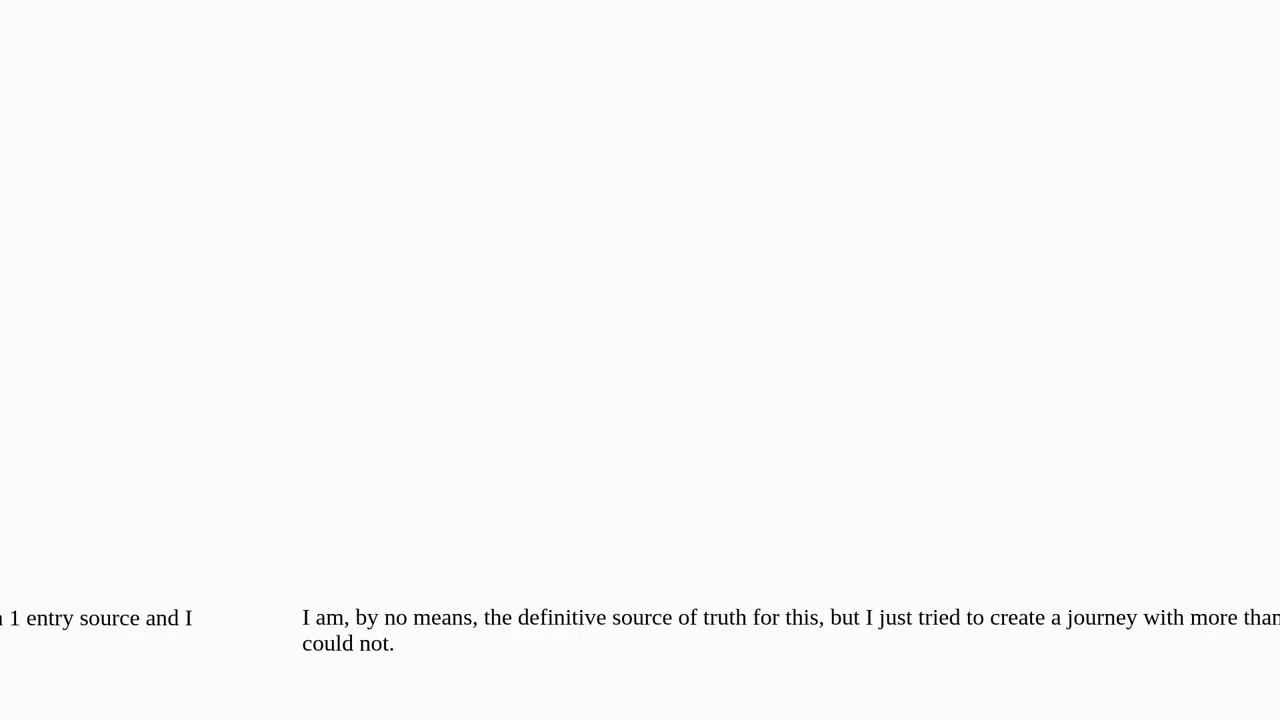 1 entry source and I
I am, by no means, the definitive source of truth for this, but I just tried to create a journey with more than
could not.